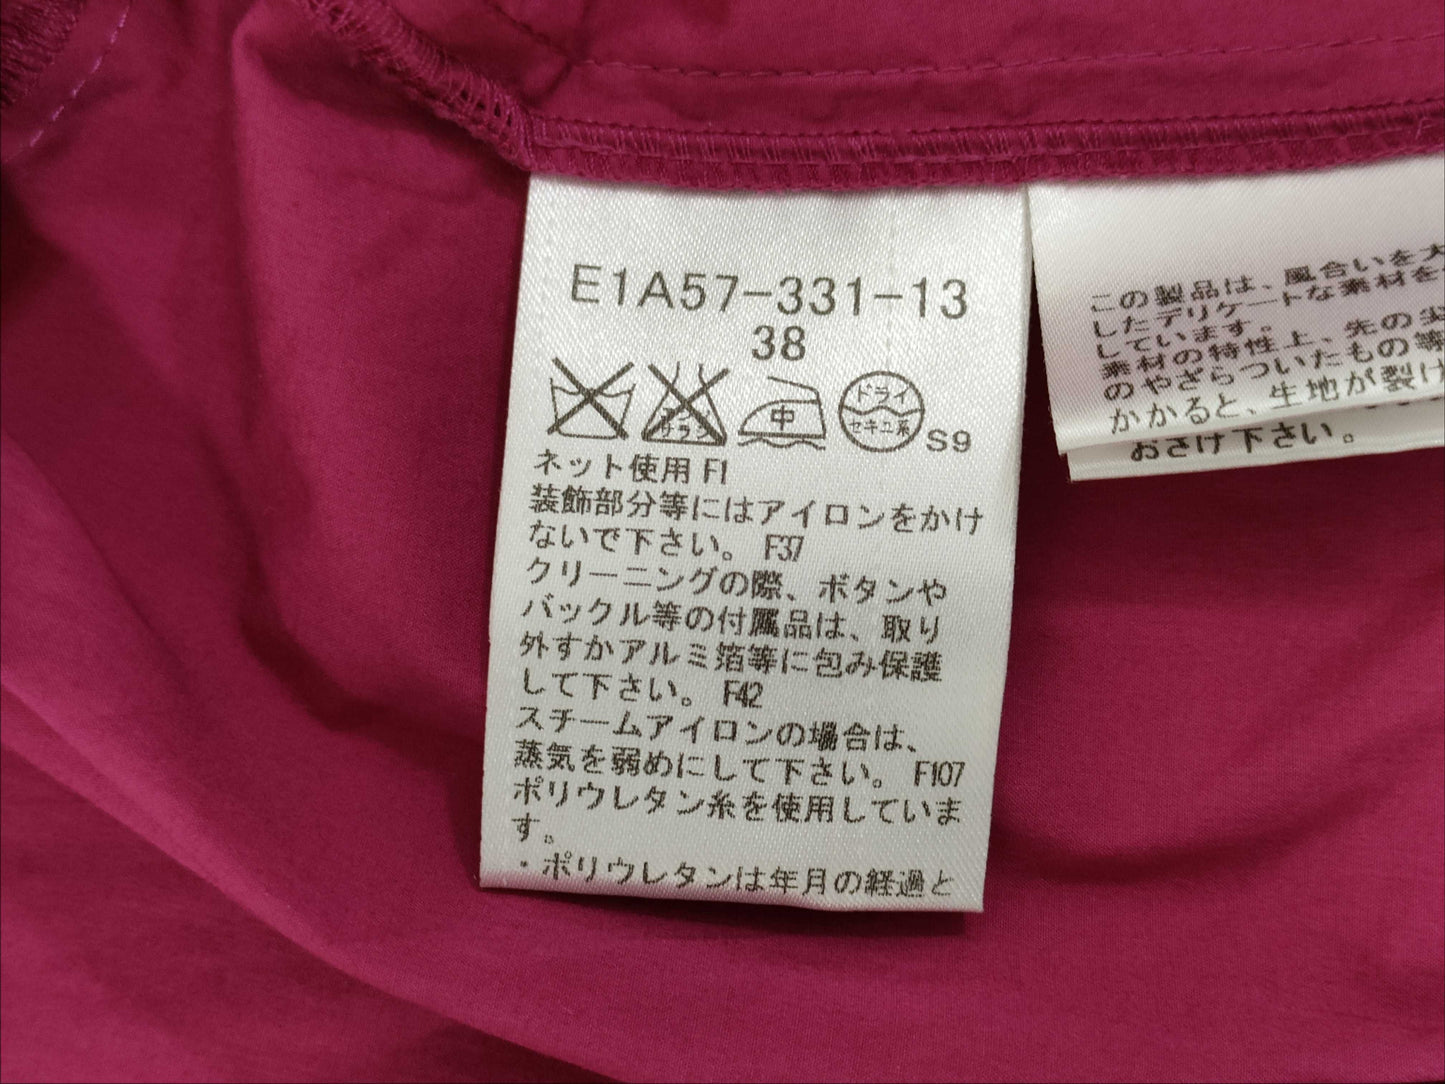 E1A57-331-13
38
エンソ
サラシ
中
ドライ
セキユ系
S9
ネット使用 F1
装飾部分等にはアイロンをかけ
ないで下さい。 F37
クリーニングの際、ボタンや
バックル等の付属品は、取り
外すかアルミ箔等に包み保護
して下さい。 F42
スチームアイロンの場合は、
蒸気を弱めにして下さい。 F107
ポリウレタン糸を使用していま
す。
・ポリウレタンは年月の経過と
この製品は、風合いを大
したデリケートな素材を
しています。
素材の特性上、先の尖
のやざらついたもの等
かかると、生地が裂け
おさけ下さい。